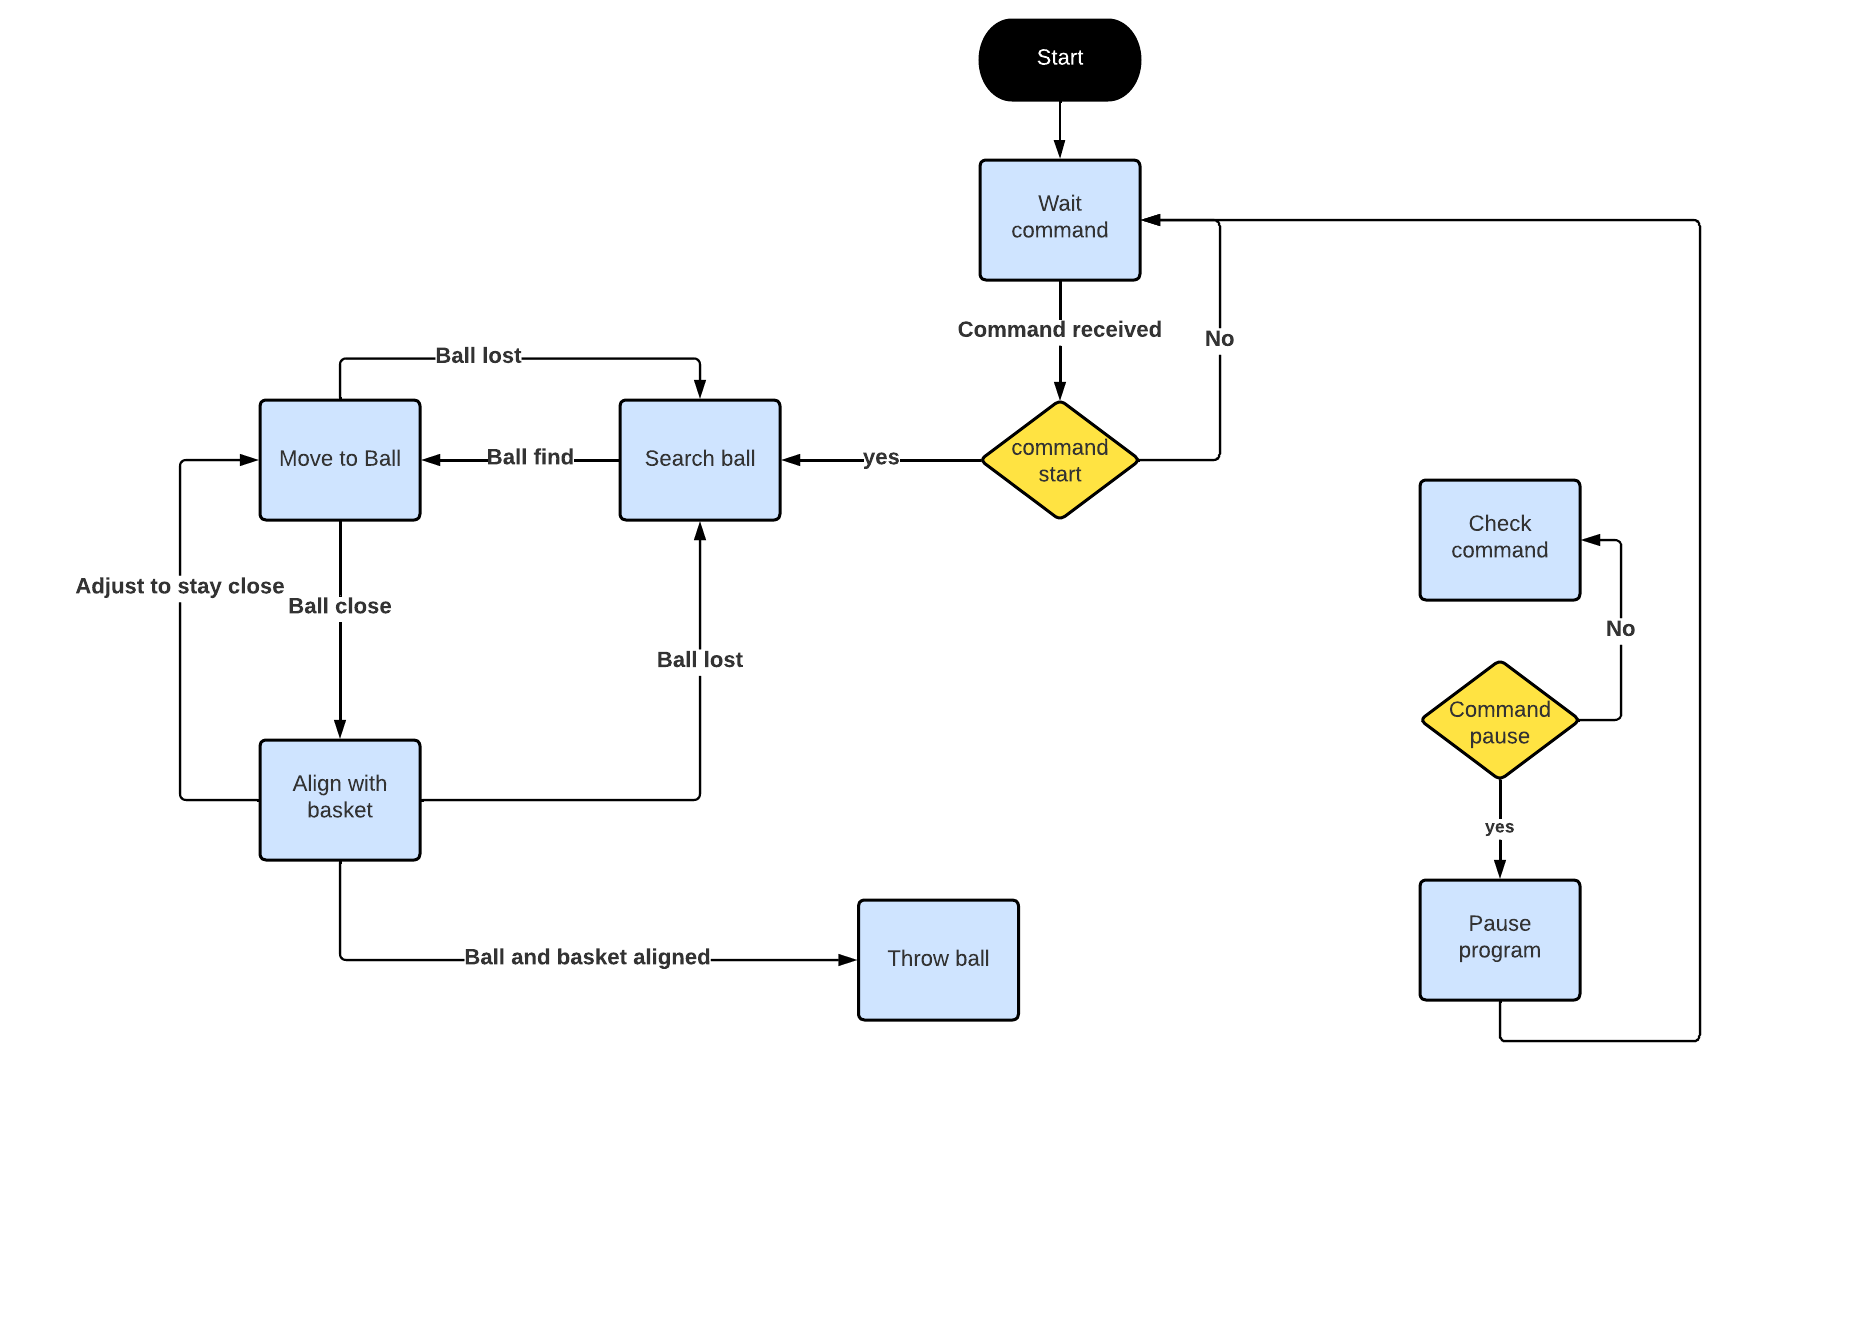 Start
Wait
command
Command received
No
Ball lost
Move to Ball
Ball find
Search ball
yes
command
start
Check
command
Adjust to stay close
Ball close
No
Ball lost
Command
pause
Align with
basket
yes
Pause
program
Ball and basket aligned
Throw ball